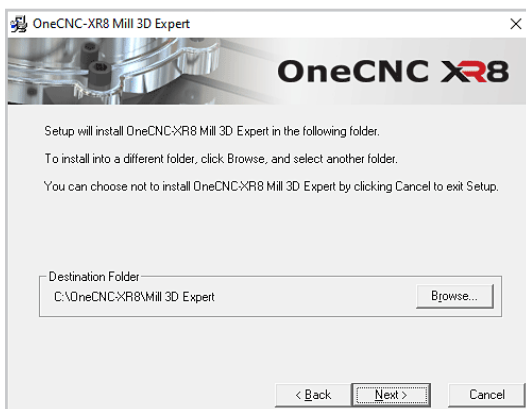 OneCNC-XR8 Mill 3D Expert
OneCNC XR8
Setup will install OneCNC-XR8 Mill 3D Expert in the following folder.
To install into a different folder, click Browse, and select another folder.
You can choose not to install OneCNC-XR8 Mill 3D Expert by clicking Cancel to exit Setup.
Destination Folder
C:\OneCNC-XR8\Mill 3D Expert
Browse...
< Back
Next >
Cancel